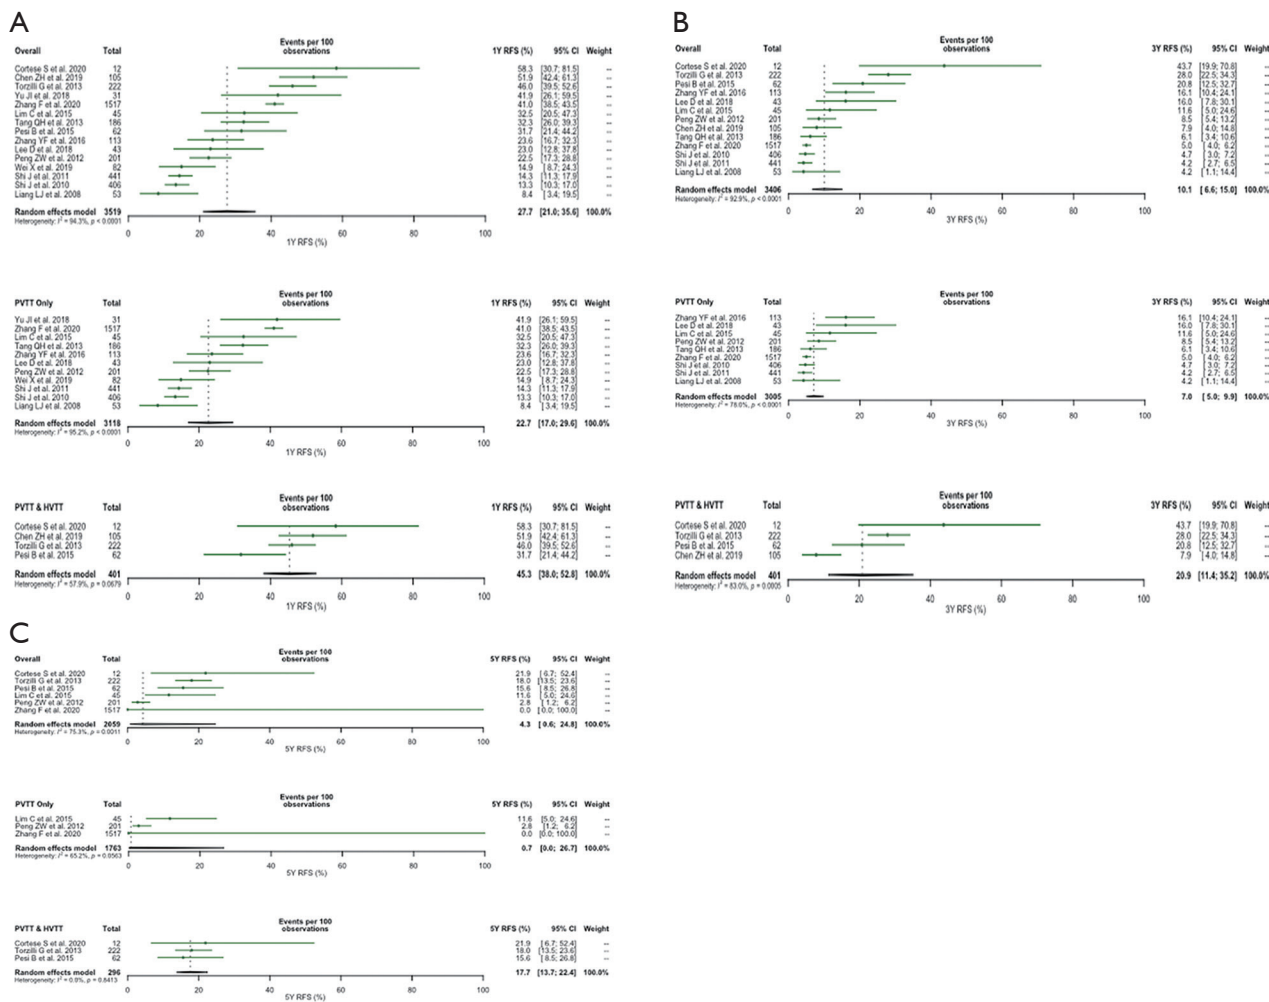 A
Events per 100
observations
Overall Total 1Y RFS (%) 95% CI Weight
Cortese S et al. 2020 12 58.3 [30.7; 81.5] --
Chen ZH et al. 2019 105 51.9 [42.4; 61.3] --
Torzilli G et al. 2013 222 46.0 [39.5; 52.6] --
Yu JI et al. 2018 31 41.9 [26.1; 59.5] --
Zhang F et al. 2020 1517 41.0 [38.5; 43.5] --
Lim C et al. 2015 45 32.5 [20.5; 47.3] --
Tang QH et al. 2013 186 32.3 [26.0; 39.3] --
Pesi B et al. 2015 62 31.7 [21.4; 44.2] --
Zhang YF et al. 2016 113 23.6 [16.7; 32.3] --
Lee D et al. 2018 43 23.0 [12.8; 37.8] --
Peng ZW et al. 2012 201 22.5 [17.3; 28.8] --
Wei X et al. 2019 82 14.9 [ 8.7; 24.3] --
Shi J et al. 2011 441 14.3 [11.3; 17.9] --
Shi J et al. 2010 406 13.3 [10.3; 17.0] --
Liang LJ et al. 2008 53 8.4 [ 3.4; 19.5] --
Random effects model 3519 27.7 [21.0; 35.6] 100.0%
Heterogeneity: I² = 94.3%, p < 0.0001
0 20 40 60 80 100
1Y RFS (%)
Events per 100
observations
PVTT Only Total 1Y RFS (%) 95% CI Weight
Yu JI et al. 2018 31 41.9 [26.1; 59.5] --
Zhang F et al. 2020 1517 41.0 [38.5; 43.5] --
Lim C et al. 2015 45 32.5 [20.5; 47.3] --
Tang QH et al. 2013 186 32.3 [26.0; 39.3] --
Zhang YF et al. 2016 113 23.6 [16.7; 32.3] --
Lee D et al. 2018 43 23.0 [12.8; 37.8] --
Peng ZW et al. 2012 201 22.5 [17.3; 28.8] --
Wei X et al. 2019 82 14.9 [ 8.7; 24.3] --
Shi J et al. 2011 441 14.3 [11.3; 17.9] --
Shi J et al. 2010 406 13.3 [10.3; 17.0] --
Liang LJ et al. 2008 53 8.4 [ 3.4; 19.5] --
Random effects model 3118 22.7 [17.0; 29.6] 100.0%
Heterogeneity: I² = 95.2%, p < 0.0001
0 20 40 60 80 100
1Y RFS (%)
Events per 100
observations
PVTT & HVTT Total 1Y RFS (%) 95% CI Weight
Cortese S et al. 2020 12 58.3 [30.7; 81.5] --
Chen ZH et al. 2019 105 51.9 [42.4; 61.3] --
Torzilli G et al. 2013 222 46.0 [39.5; 52.6] --
Pesi B et al. 2015 62 31.7 [21.4; 44.2] --
Random effects model 401 45.3 [38.0; 52.8] 100.0%
Heterogeneity: I² = 57.9%, p = 0.0679
0 20 40 60 80 100
1Y RFS (%)
B
Events per 100
observations
Overall Total 3Y RFS (%) 95% CI Weight
Cortese S et al. 2020 12 43.7 [19.9; 70.8] --
Torzilli G et al. 2013 222 28.0 [22.5; 34.3] --
Pesi B et al. 2015 62 20.8 [12.5; 32.7] --
Zhang YF et al. 2016 113 16.1 [10.4; 24.1] --
Lee D et al. 2018 43 16.0 [ 7.8; 30.1] --
Lim C et al. 2015 45 11.6 [ 5.0; 24.6] --
Peng ZW et al. 2012 201 8.5 [ 5.4; 13.2] --
Chen ZH et al. 2019 105 7.9 [ 4.0; 14.8] --
Tang QH et al. 2013 186 6.1 [ 3.4; 10.6] --
Zhang F et al. 2020 1517 5.0 [ 4.0; 6.2] --
Shi J et al. 2010 406 4.7 [ 3.0; 7.2] --
Shi J et al. 2011 441 4.2 [ 2.7; 6.5] --
Liang LJ et al. 2008 53 4.2 [ 1.1; 14.4] --
Random effects model 3406 10.1 [ 6.6; 15.0] 100.0%
Heterogeneity: I² = 92.9%, p < 0.0001
0 20 40 60 80 100
3Y RFS (%)
Events per 100
observations
PVTT Only Total 3Y RFS (%) 95% CI Weight
Zhang YF et al. 2016 113 16.1 [10.4; 24.1] --
Lee D et al. 2018 43 16.0 [ 7.8; 30.1] --
Lim C et al. 2015 45 11.6 [ 5.0; 24.6] --
Peng ZW et al. 2012 201 8.5 [ 5.4; 13.2] --
Tang QH et al. 2013 186 6.1 [ 3.4; 10.6] --
Zhang F et al. 2020 1517 5.0 [ 4.0; 6.2] --
Shi J et al. 2010 406 4.7 [ 3.0; 7.2] --
Shi J et al. 2011 441 4.2 [ 2.7; 6.5] --
Liang LJ et al. 2008 53 4.2 [ 1.1; 14.4] --
Random effects model 3005 7.0 [ 5.0; 9.9] 100.0%
Heterogeneity: I² = 78.0%, p < 0.0001
0 20 40 60 80 100
3Y RFS (%)
Events per 100
observations
PVTT & HVTT Total 3Y RFS (%) 95% CI Weight
Cortese S et al. 2020 12 43.7 [19.9; 70.8] --
Torzilli G et al. 2013 222 28.0 [22.5; 34.3] --
Pesi B et al. 2015 62 20.8 [12.5; 32.7] --
Chen ZH et al. 2019 105 7.9 [ 4.0; 14.8] --
Random effects model 401 20.9 [11.4; 35.2] 100.0%
Heterogeneity: I² = 83.0%, p = 0.0005
0 20 40 60 80 100
3Y RFS (%)
C
Events per 100
observations
Overall Total 5Y RFS (%) 95% CI Weight
Cortese S et al. 2020 12 21.9 [ 6.7; 52.4] --
Torzilli G et al. 2013 222 18.0 [13.5; 23.6] --
Pesi B et al. 2015 62 15.6 [ 8.5; 26.8] --
Lim C et al. 2015 45 11.6 [ 5.0; 24.6] --
Peng ZW et al. 2012 201 2.8 [ 1.2; 6.2] --
Zhang F et al. 2020 1517 0.0 [ 0.0; 100.0] --
Random effects model 2059 4.3 [ 0.6; 24.8] 100.0%
Heterogeneity: I² = 75.3%, p = 0.0011
0 20 40 60 80 100
5Y RFS (%)
Events per 100
observations
PVTT Only Total 5Y RFS (%) 95% CI Weight
Lim C et al. 2015 45 11.6 [5.0; 24.6] --
Peng ZW et al. 2012 201 2.8 [1.2; 6.2] --
Zhang F et al. 2020 1517 0.0 [0.0; 100.0] --
Random effects model 1763 0.7 [0.0; 26.7] 100.0%
Heterogeneity: I² = 65.2%, p = 0.0563
0 20 40 60 80 100
5Y RFS (%)
Events per 100
observations
PVTT & HVTT Total 5Y RFS (%) 95% CI Weight
Cortese S et al. 2020 12 21.9 [ 6.7; 52.4] --
Torzilli G et al. 2013 222 18.0 [13.5; 23.6] --
Pesi B et al. 2015 62 15.6 [ 8.5; 26.8] --
Random effects model 296 17.7 [13.7; 22.4] 100.0%
Heterogeneity: I² = 0.0%, p = 0.6413
0 20 40 60 80 100
5Y RFS (%)